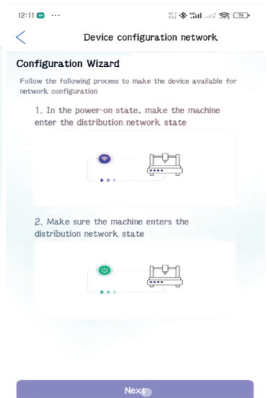 12:11
Device configuration network
Configuration Wizard
Follow the following process to make the device available for
network configuration
1. In the power-on state, make the machine
enter the distribution network state
2. Make sure the machine enters the
distribution network state
Next